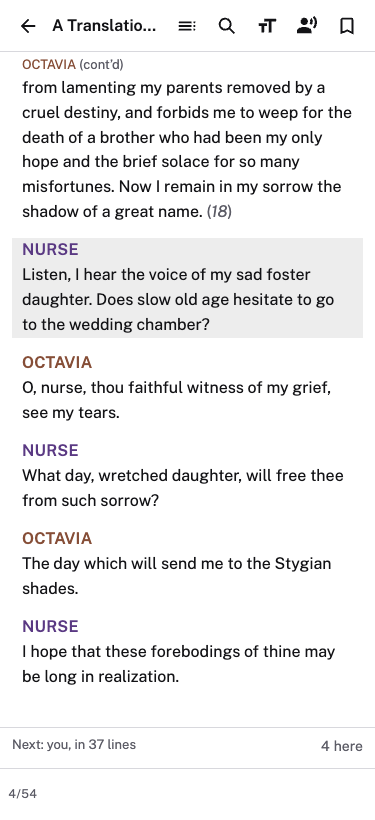 A Translatio...
OCTAVIA (cont'd)
from lamenting my parents removed by a
cruel destiny, and forbids me to weep for the
death of a brother who had been my only
hope and the brief solace for so many
misfortunes. Now I remain in my sorrow the
shadow of a great name. (18)
NURSE
Listen, I hear the voice of my sad foster
daughter. Does slow old age hesitate to go
to the wedding chamber?
OCTAVIA
O, nurse, thou faithful witness of my grief,
see my tears.
NURSE
What day, wretched daughter, will free thee
from such sorrow?
OCTAVIA
The day which will send me to the Stygian
shades.
NURSE
I hope that these forebodings of thine may
be long in realization.
Next: you, in 37 lines
4 here
4/54